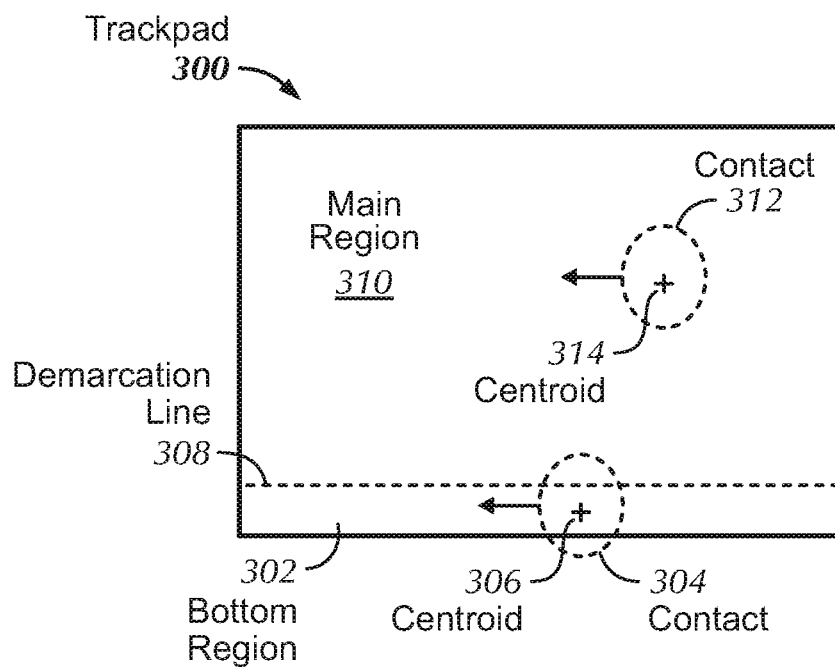 Trackpad
300
Contact
312
Main
Region
310
314
Centroid
Demarcation
Line
308
302
Bottom
Region
306
Centroid
304
Contact